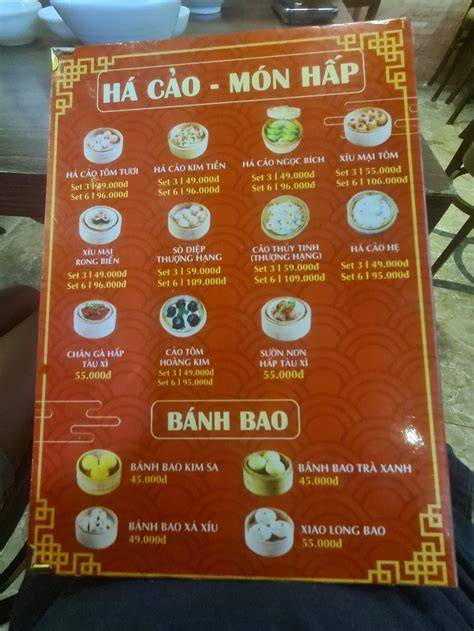 HÁ CẢO - MÓN HẤP
HÁ CẢO TÔM TƯƠI
Set 3 | 49.000đ
Set 6 | 96.000đ
HÁ CẢO KIM TIỀN
Set 3 | 49.000đ
Set 6 | 96.000đ
HÁ CẢO NGỌC BÍCH
Set 3 | 49.000đ
Set 6 | 96.000đ
XÍU MẠI TÔM
Set 3 | 55.000đ
Set 6 | 106.000đ
XÍU MẠI
RONG BIỂN
Set 3 | 49.000đ
Set 6 | 96.000đ
SÒ ĐIỆP
THƯỢNG HẠNG
Set 3 | 59.000đ
Set 6 | 109.000đ
CẢO THỦY TINH
(THƯỢNG HẠNG)
Set 3 | 59.000đ
Set 6 | 109.000đ
HÁ CẢO HẸ
Set 3 | 49.000đ
Set 6 | 95.000đ
CHÂN GÀ HẤP
TÀU XÌ
55.000đ
CẢO TÔM
HOÀNG KIM
Set 3 | 49.000đ
Set 6 | 95.000đ
SƯỜN NON
HẤP TÀU XÌ
55.000đ
BÁNH BAO
BÁNH BAO KIM SA
45.000đ
BÁNH BAO TRÀ XANH
45.000đ
BÁNH BAO XÁ XÍU
49.000đ
XIAO LONG BAO
55.000đ